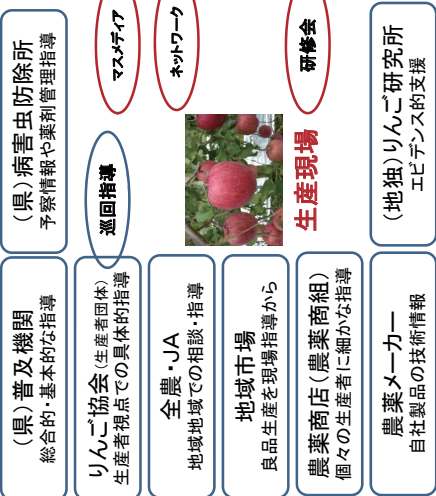 (県)普及機関
総合的・基本的な指導
りんご協会(生産者団体)
生産者視点での具体的指導
全農・JA
地域地域での相談・指導
地域市場
良品生産を現場指導から
農薬商店(農薬商組)
個々の生産者に細かな指導
農薬メーカー
自社製品の技術情報
(県)病害虫防除所
予察情報や薬剤管理指導
巡回指導
マスメディア
ネットワーク
生産現場
研修会
(地独)りんご研究所
エビデンス的支援